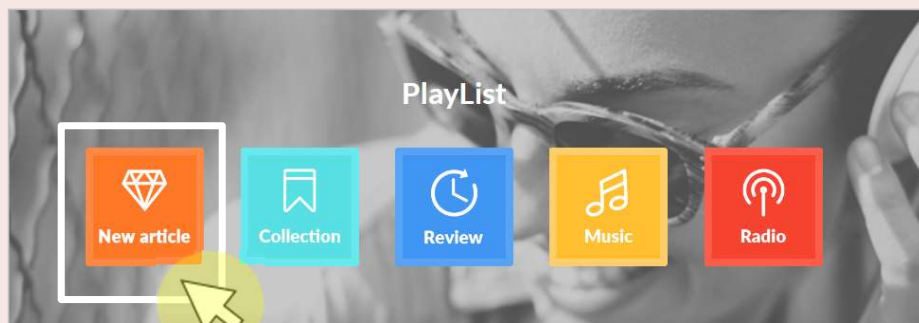 PlayList
New article
Collection
Review
Music
Radio